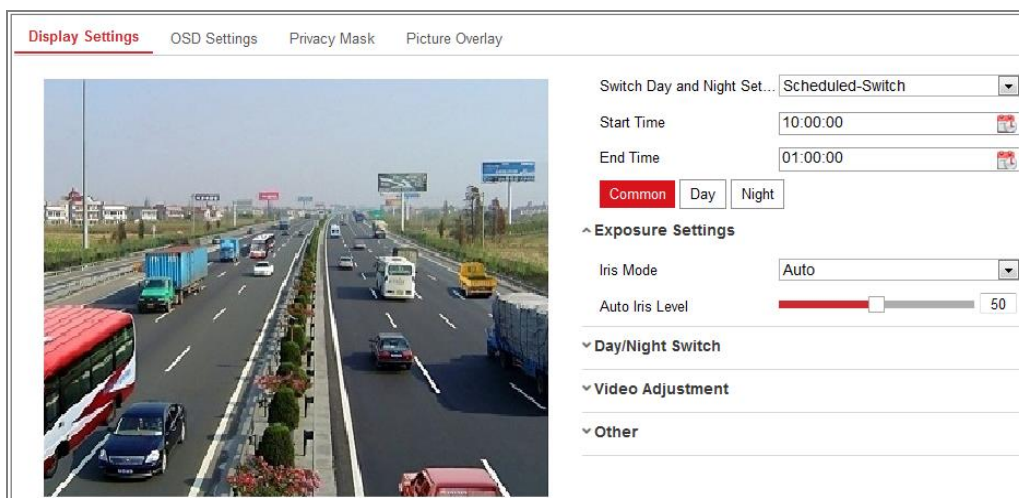 Display Settings OSD Settings Privacy Mask Picture Overlay
Switch Day and Night Set... Scheduled-Switch
Start Time 10:00:00
End Time 01:00:00
Common Day Night
Exposure Settings
Iris Mode Auto
Auto Iris Level 50
Day/Night Switch
Video Adjustment
Other